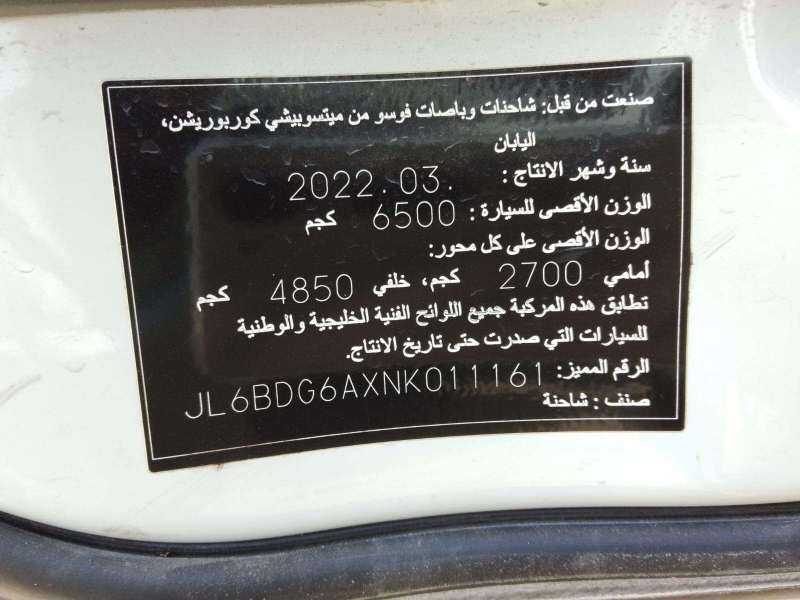 صنعت من قبل: شاحنات وباصات فوسو من ميتسوبيشي كوربوريشن،
اليابان
سنة وشهر الانتاج : 2022.03.
الوزن الأقصى للسيارة : 6500 كجم
الوزن الأقصى على كل محور:
أمامي 2700 كجم، خلفي 4850 كجم
تطابق هذه المركبة جميع اللوائح الفنية الخليجية والوطنية
للسيارات التي صدرت حتى تاريخ الانتاج.
الرقم المميز: JL6BDG6AXNK011161
صنف : شاحنة